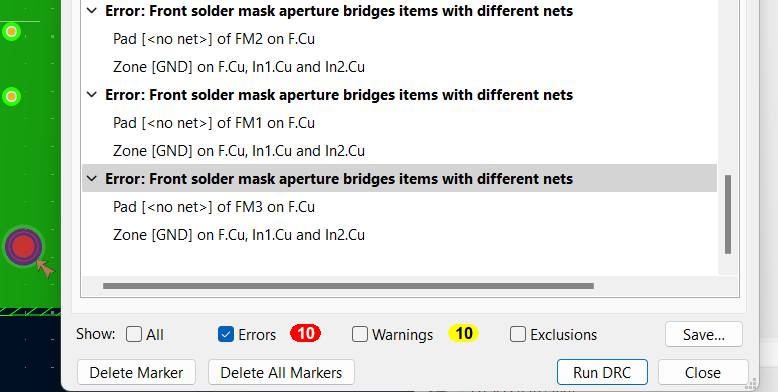 Error: Front solder mask aperture bridges items with different nets
Pad [<no net>] of FM2 on F.Cu
Zone [GND] on F.Cu, In1.Cu and In2.Cu
Error: Front solder mask aperture bridges items with different nets
Pad [<no net>] of FM1 on F.Cu
Zone [GND] on F.Cu, In1.Cu and In2.Cu
Error: Front solder mask aperture bridges items with different nets
Pad [<no net>] of FM3 on F.Cu
Zone [GND] on F.Cu, In1.Cu and In2.Cu
Show: All Errors 10 Warnings 10 Exclusions Save...
Delete Marker Delete All Markers Run DRC Close